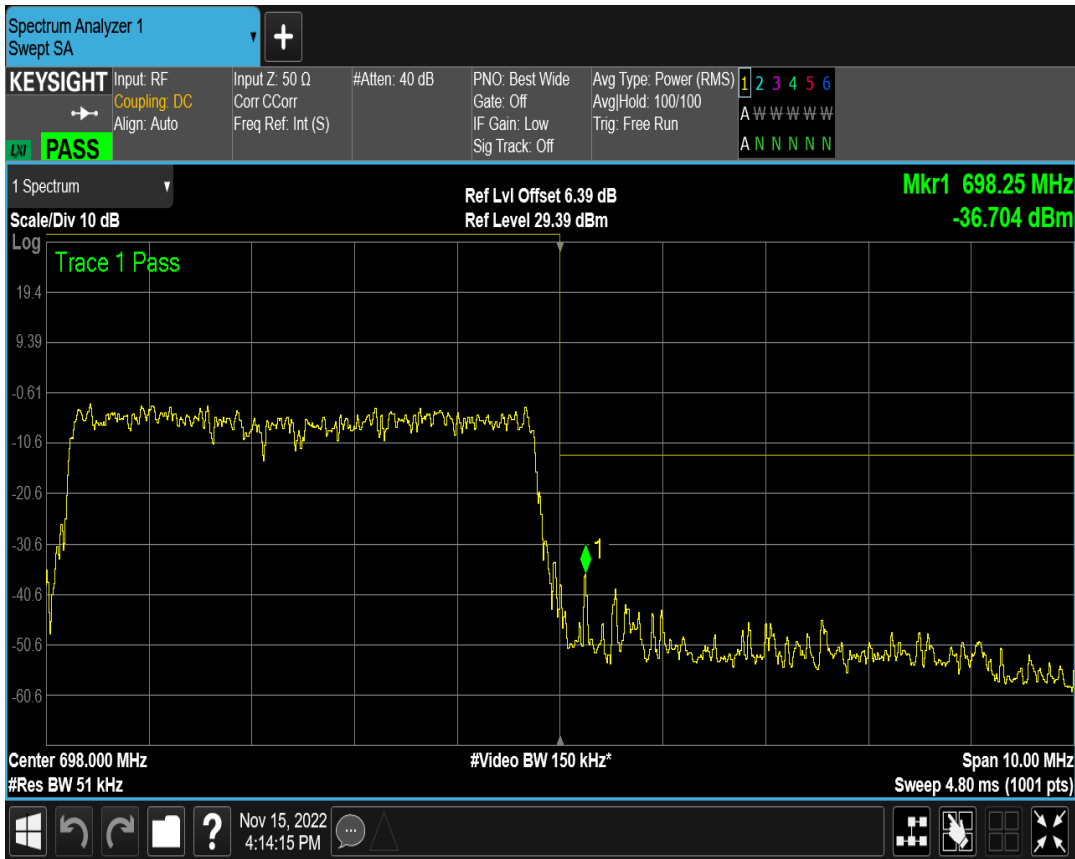 Spectrum Analyzer 1
Swept SA
+
KEYSIGHT
LXI PASS
Input: RF
Coupling: DC
Align: Auto
Input Z: 50 Ω
Corr CCorr
Freq Ref: Int (S)
#Atten: 40 dB
PNO: Best Wide
Gate: Off
IF Gain: Low
Sig Track: Off
Avg Type: Power (RMS)
Avg|Hold: 100/100
Trig: Free Run
1 2 3 4 5 6
A W W W W W
A N N N N N
1 Spectrum
Scale/Div 10 dB
Ref Lvl Offset 6.39 dB
Ref Level 29.39 dBm
Mkr1 698.25 MHz
-36.704 dBm
Log
Trace 1 Pass
19.4
9.39
-0.61
-10.6
-20.6
-30.6
1
-40.6
-50.6
-60.6
Center 698.000 MHz
#Res BW 51 kHz
#Video BW 150 kHz*
Span 10.00 MHz
Sweep 4.80 ms (1001 pts)
?
Nov 15, 2022
4:14:15 PM